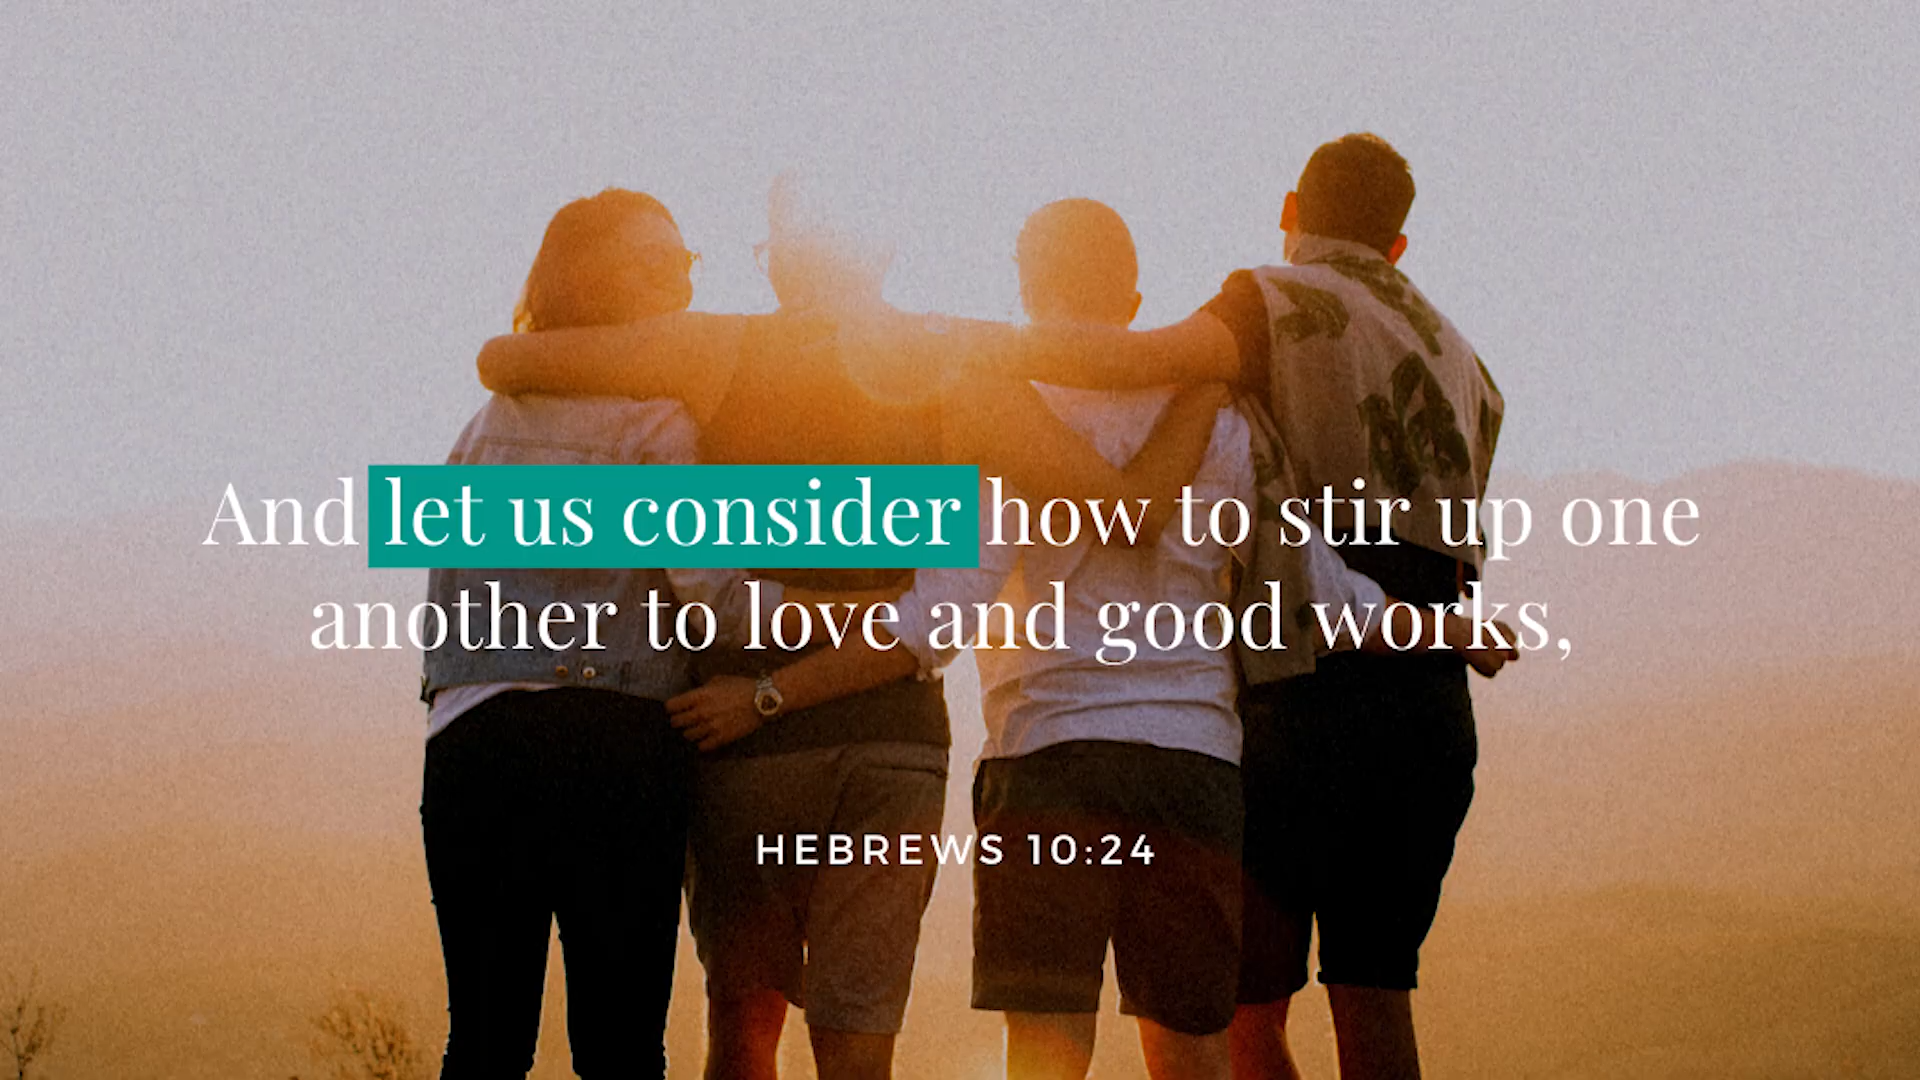 And let us consider how to stir up one
another to love and good works,
HEBREWS 10:24